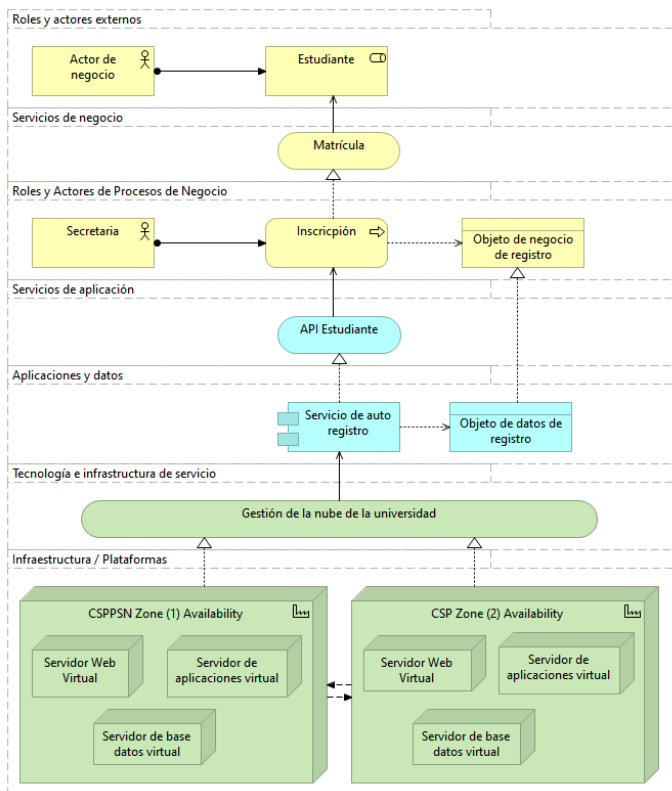 Roles y actores externos
Actor de
negocio
Estudiante
Servicios de negocio
Matrícula
Roles y Actores de Procesos de Negocio
Secretaria
Inscricpión
Objeto de negocio
de registro
Servicios de aplicación
API Estudiante
Aplicaciones y datos
Servicio de auto
registro
Objeto de datos de
registro
Tecnología e infrastructura de servicio
Gestión de la nube de la universidad
Infraestructura / Plataformas
CSPPSN Zone (1) Availability
Servidor Web
Virtual
Servidor de
aplicaciones virtual
Servidor de base
datos virtual
CSP Zone (2) Availability
Servidor Web
Virtual
Servidor de
aplicaciones virtual
Servidor de base
datos virtual